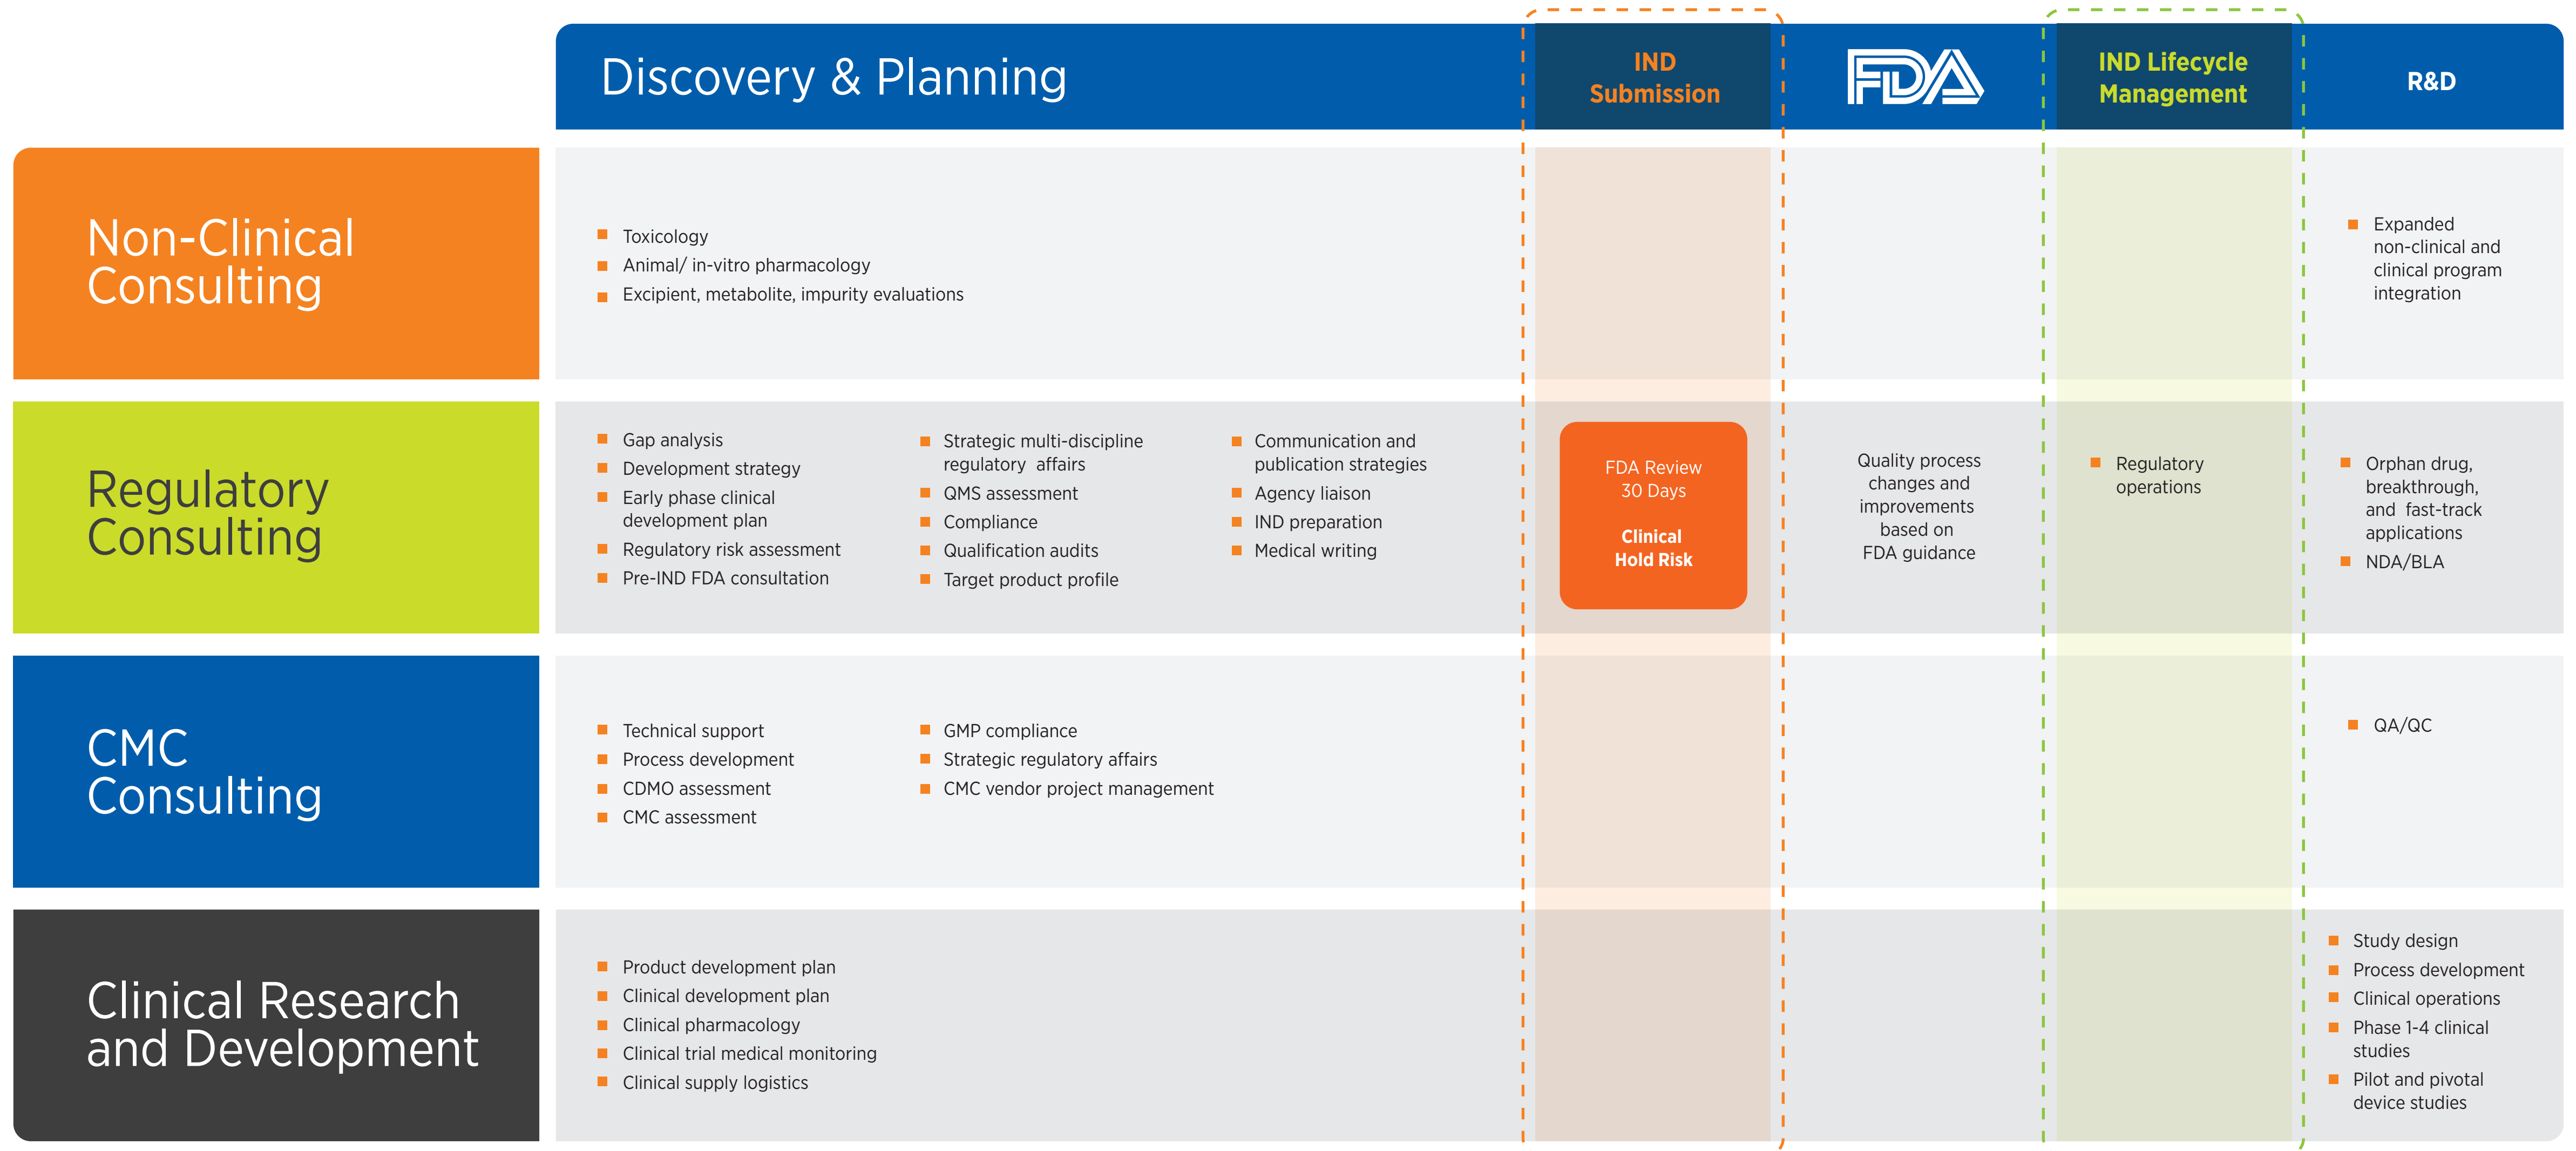 Discovery & Planning
IND
Submission
FDA
IND Lifecycle
Management
R&D
Non-Clinical
Consulting
Toxicology
Animal/ in-vitro pharmacology
Excipient, metabolite, impurity evaluations
Expanded
non-clinical and
clinical program
integration
Regulatory
Consulting
Gap analysis
Development strategy
Early phase clinical
development plan
Regulatory risk assessment
Pre-IND FDA consultation
Strategic multi-discipline
regulatory affairs
QMS assessment
Compliance
Qualification audits
Target product profile
Communication and
publication strategies
Agency liaison
IND preparation
Medical writing
FDA Review
30 Days
Clinical
Hold Risk
Quality process
changes and
improvements
based on
FDA guidance
Regulatory
operations
Orphan drug,
breakthrough,
and fast-track
applications
NDA/BLA
CMC
Consulting
Technical support
Process development
CDMO assessment
CMC assessment
GMP compliance
Strategic regulatory affairs
CMC vendor project management
QA/QC
Clinical Research
and Development
Product development plan
Clinical development plan
Clinical pharmacology
Clinical trial medical monitoring
Clinical supply logistics
Study design
Process development
Clinical operations
Phase 1-4 clinical
studies
Pilot and pivotal
device studies